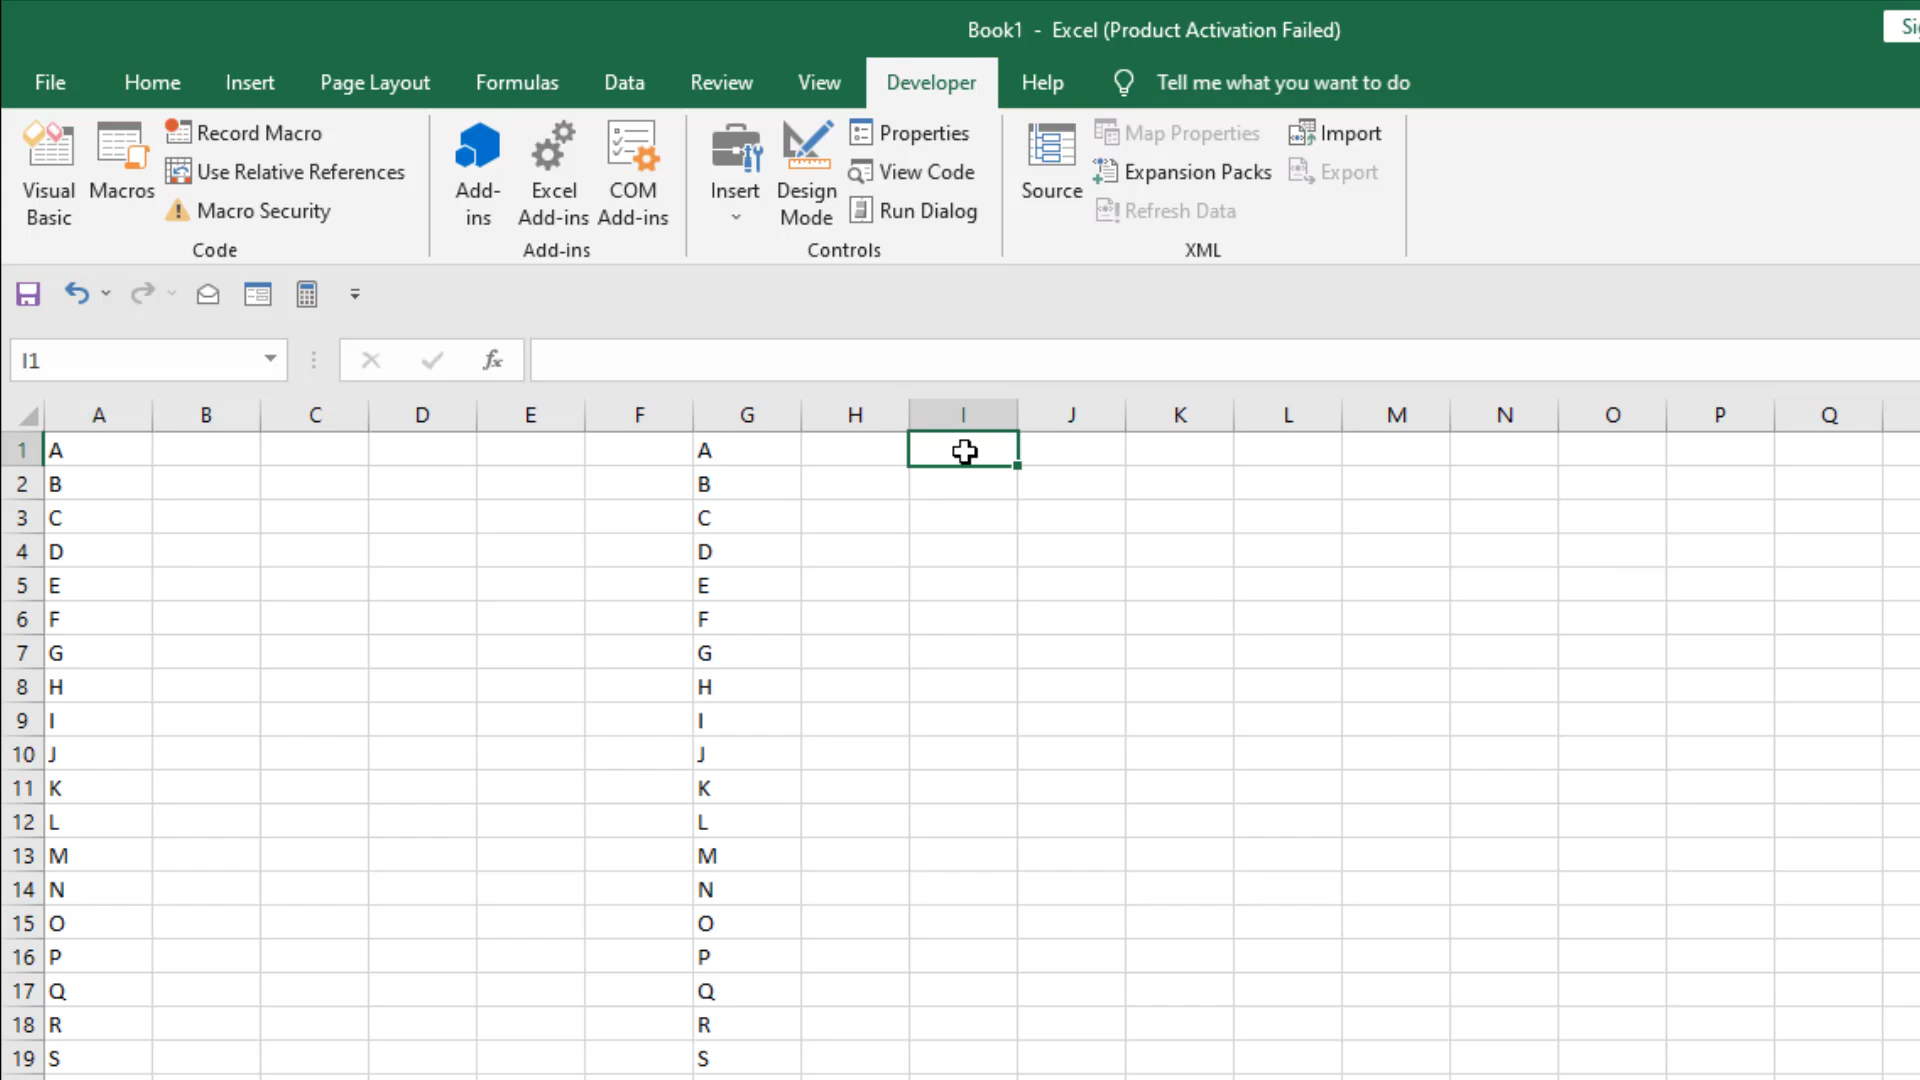 Book1 - Excel (Product Activation Failed)
File Home Insert Page Layout Formulas Data Review View Developer Help Tell me what you want to do
Visual Basic
Macros
Record Macro
Use Relative References
Macro Security
Code
Add-ins
Excel Add-ins
COM Add-ins
Add-ins
Insert
Design Mode
Properties
View Code
Run Dialog
Controls
Source
Map Properties
Expansion Packs
Refresh Data
Import
Export
XML
I1
fx
A B C D E F G H I J K L M N O P Q
1 A A
2 B B
3 C C
4 D D
5 E E
6 F F
7 G G
8 H H
9 I I
10 J J
11 K K
12 L L
13 M M
14 N N
15 O O
16 P P
17 Q Q
18 R R
19 S S